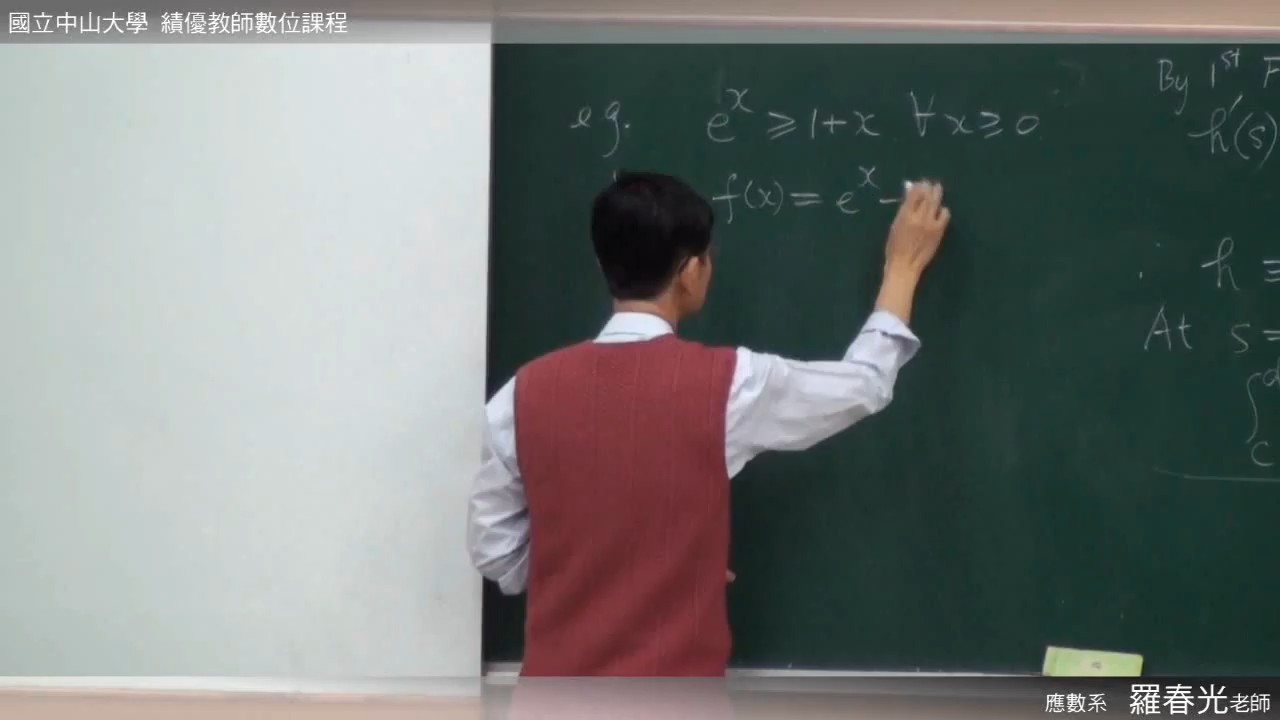 國立中山大學 績優教師數位課程
eg. e^x ≥ 1+x ∀ x ≥ 0
f(x) = e^x -
By 1st F
h'(s)
h ≡
At s =
∫
c
應數系 羅春光老師